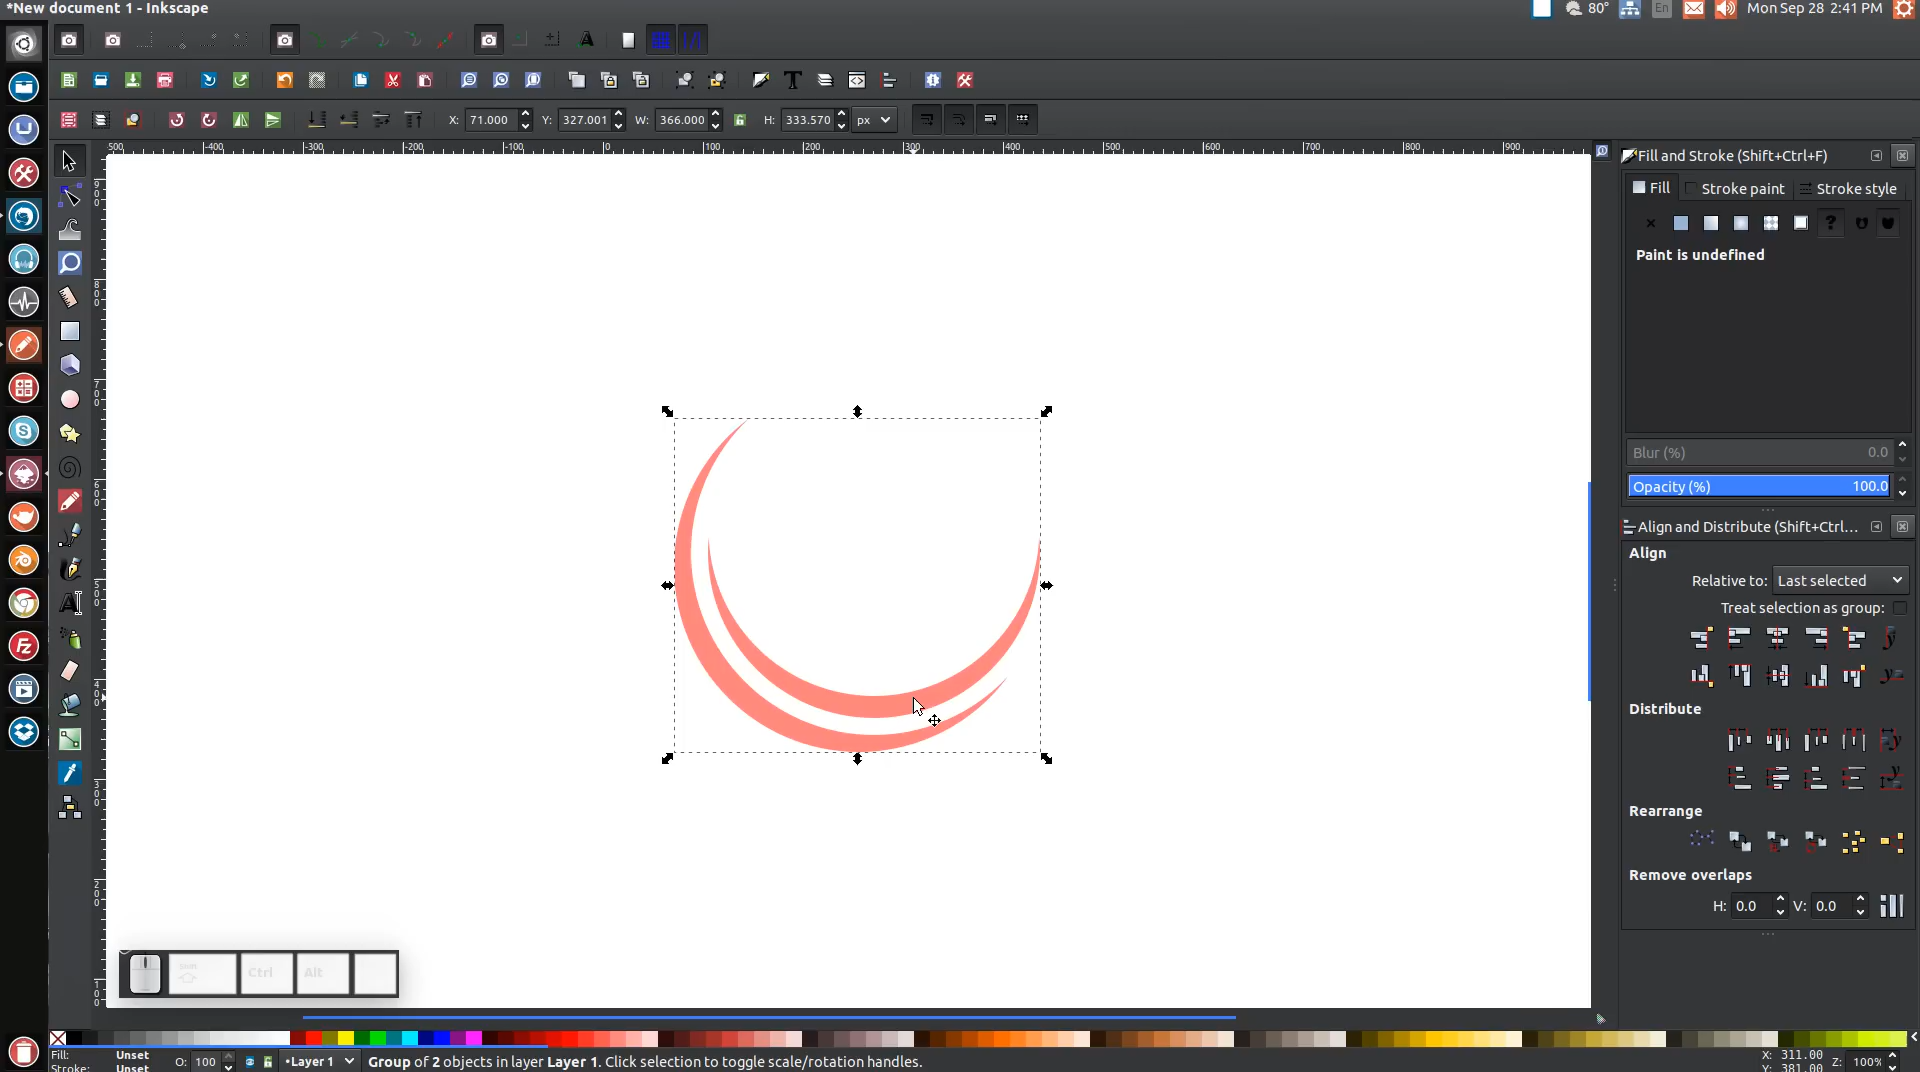 *New document 1 - Inkscape
80°
En
Mon Sep 28 2:41 PM
X: 71.000 Y: 327.001 W: 366.000 H: 333.570 px
Fill and Stroke (Shift+Ctrl+F)
Fill Stroke paint Stroke style
?
Paint is undefined
Blur (%) 0.0
Opacity (%) 100.0
Align and Distribute (Shift+Ctrl...
Align
Relative to: Last selected
Treat selection as group:
Distribute
Rearrange
Remove overlaps
H: 0.0 V: 0.0
Shift Ctrl Alt
Fill: Unset
Stroke: Unset
O: 100
•Layer 1
Group of 2 objects in layer Layer 1. Click selection to toggle scale/rotation handles.
X: 311.00
Y: 381.00
Z: 100%